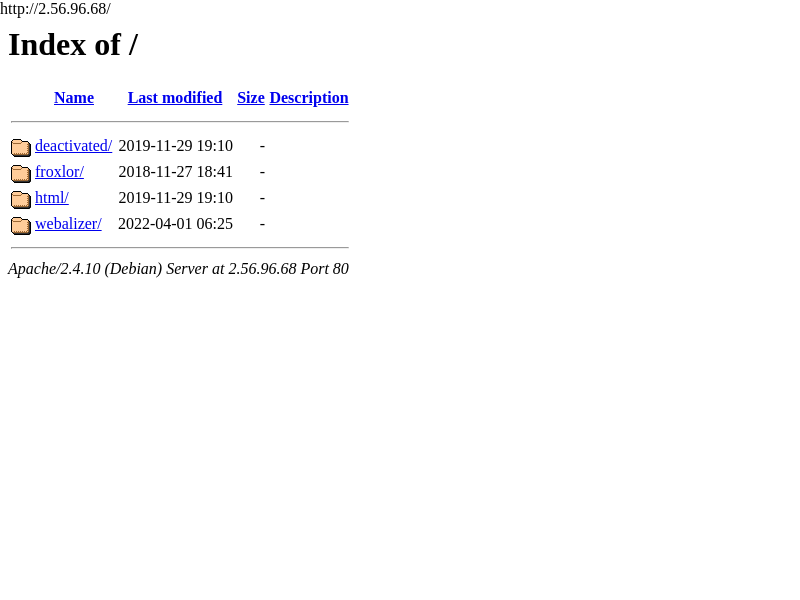 http://2.56.96.68/
Index of /
Name Last modified Size Description
deactivated/ 2019-11-29 19:10 -
froxlor/ 2018-11-27 18:41 -
html/ 2019-11-29 19:10 -
webalizer/ 2022-04-01 06:25 -
Apache/2.4.10 (Debian) Server at 2.56.96.68 Port 80